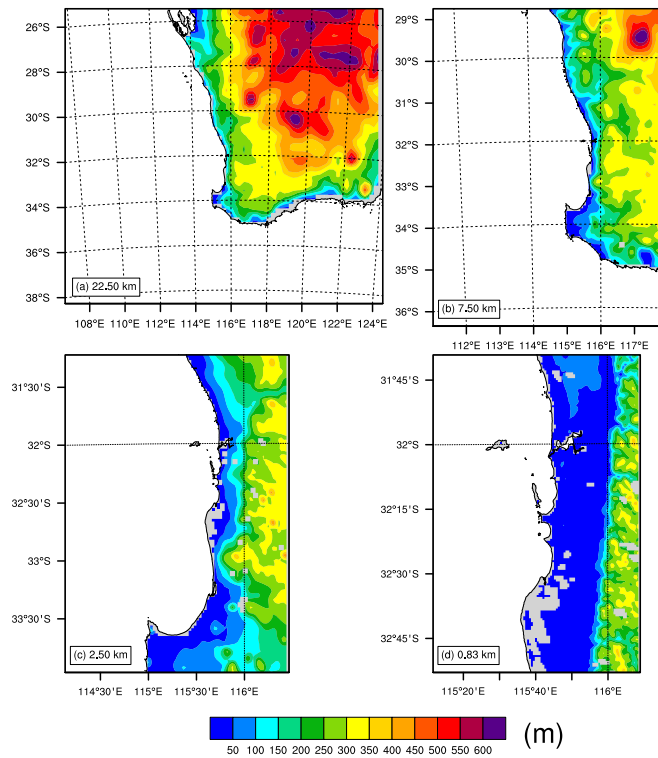 26°S
28°S
30°S
32°S
34°S
36°S
38°S
(a) 22.50 km
108°E 110°E 112°E 114°E 116°E 118°E 120°E 122°E 124°E
29°S
30°S
31°S
32°S
33°S
34°S
35°S
36°S
(b) 7.50 km
112°E 113°E 114°E 115°E 116°E 117°E
31°30'S
32°S
32°30'S
33°S
33°30'S
(c) 2.50 km
114°30'E 115°E 115°30'E 116°E
31°45'S
32°S
32°15'S
32°30'S
32°45'S
(d) 0.83 km
115°20'E 115°40'E 116°E
50 100 150 200 250 300 350 400 450 500 550 600
(m)